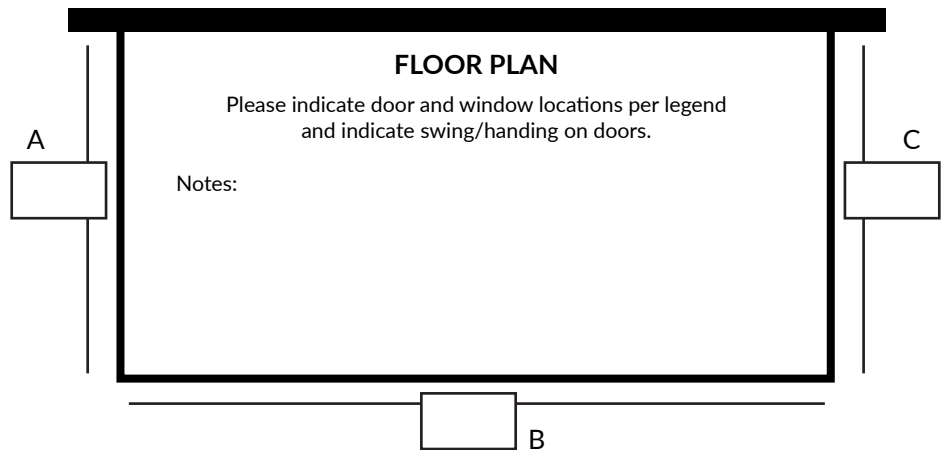 FLOOR PLAN
Please indicate door and window locations per legend
and indicate swing/handing on doors.
A
C
Notes:
B